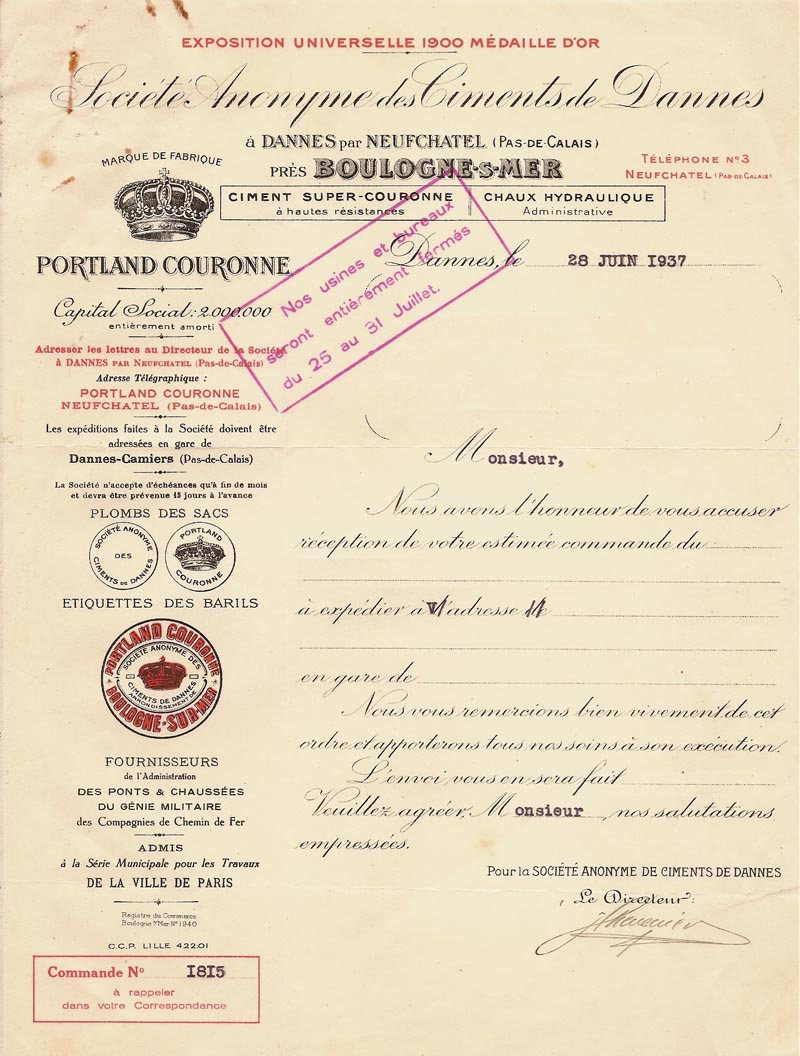 EXPOSITION UNIVERSELLE 1900 MÉDAILLE D'OR
Société Anonyme des Ciments de Dannes
à DANNES par NEUFCHATEL (PAS-DE-CALAIS)
PRÈS BOULOGNE-S-MER
TÉLÉPHONE Nº 3
NEUFCHATEL (PAS-DE-CALAIS)
CIMENT SUPER-COURONNE
à hautes résistances
CHAUX HYDRAULIQUE
Administrative
MARQUE DE FABRIQUE
PORTLAND COURONNE
Capital Social: 2.000.000
entièrement amorti
Adresser les lettres au Directeur de la Société
à DANNES PAR NEUFCHATEL (Pas-de-Calais)
Adresse Télégraphique :
PORTLAND COURONNE
NEUFCHATEL (Pas-de-Calais)
Les expéditions faites à la Société doivent être
adressées en gare de
Dannes-Camiers (Pas-de-Calais)
La Société n'accepte d'échéances qu'à fin de mois
et devra être prévenue 15 jours à l'avance
PLOMBS DES SACS
SOCIÉTÉ ANONYME
DES
CIMENTS DE DANNES
PORTLAND
COURONNE
ETIQUETTES DES BARILS
PORTLAND COURONNE
SOCIÉTÉ ANONYME DES
CIMENTS DE DANNES
ARRONDISSEMENT DE
BOULOGNE-SUR-MER
FOURNISSEURS
de l'Administration
DES PONTS & CHAUSSÉES
DU GÉNIE MILITAIRE
des Compagnies de Chemin de Fer
ADMIS
à la Série Municipale pour les Travaux
DE LA VILLE DE PARIS
Registre du Commerce
Boulogne s/Mer Nº 1940
C.C.P. LILLE 422.01
Commande Nº 1815
à rappeler
dans votre Correspondance
Nos usines et bureaux
seront entièrement fermés
du 25 au 31 Juillet.
Dannes, le 28 JUIN 1937
Monsieur,
Nous avons l'honneur de vous accuser
réception de votre estimée commande du
à expédier à l'adresse
en gare de
Nous vous remercions bien vivement de cet
ordre et apporterons tous nos soins à son exécution.
L'envoi vous en sera fait
Veuillez agréer, Monsieur, nos salutations
empressées.
Pour la SOCIÉTÉ ANONYME DE CIMENTS DE DANNES
Le Directeur: